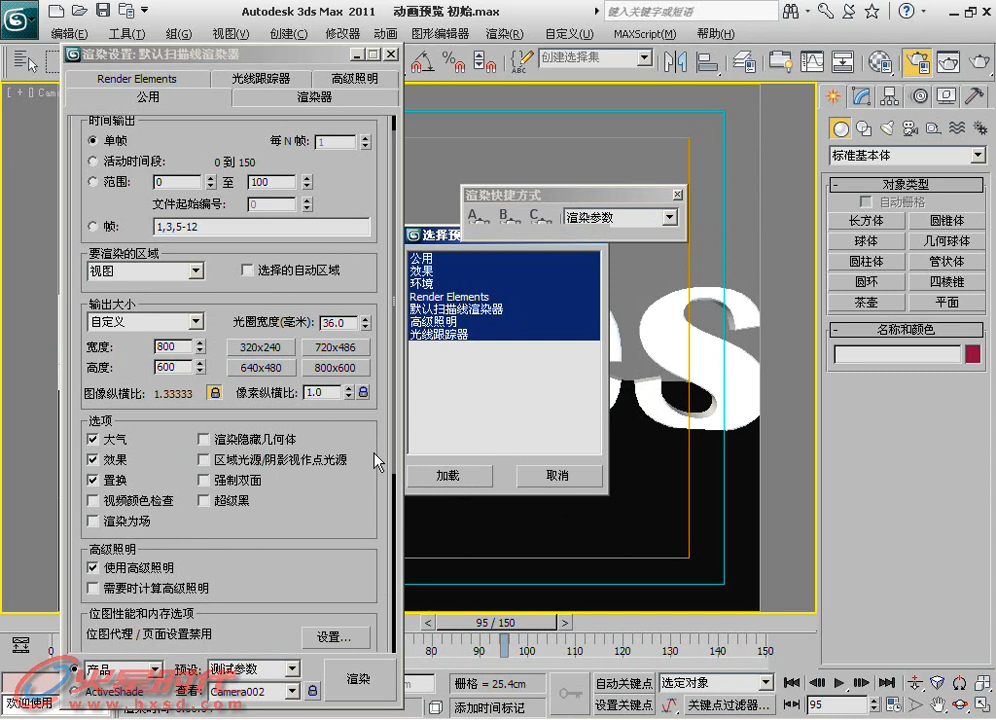 Autodesk 3ds Max 2011 动画预览 初始.max
键入关键字或短语
编辑(E) 工具(T) 组(G) 视图(V) 创建(C) 修改器 动画 图形编辑器 渲染(R) 自定义(U) MAXScript(M) 帮助(H)
渲染设置: 默认扫描线渲染器
Render Elements 光线跟踪器 高级照明
公用 渲染器
创建选择集
时间输出
单帧 每 N 帧: 1
活动时间段: 0 到 150
范围: 0 至 100
文件起始编号: 0
帧: 1,3,5-12
要渲染的区域
视图 选择的自动区域
输出大小
自定义 光圈宽度(毫米): 36.0
宽度: 800 320x240 720x486
高度: 600 640x480 800x600
图像纵横比: 1.33333 像素纵横比: 1.0
选项
大气 渲染隐藏几何体
效果 区域光源/阴影视作点光源
置换 强制双面
视频颜色检查 超级黑
渲染为场
高级照明
使用高级照明
需要时计算高级照明
位图性能和内存选项
位图代理 / 页面设置禁用 设置...
产品 预设: 测试参数
ActiveShade 查看: Camera002
渲染
渲染快捷方式
A B C 渲染参数
选择预
公用
效果
环境
Render Elements
默认扫描线渲染器
高级照明
光线跟踪器
加载 取消
标准基本体
对象类型
自动栅格
长方体 圆锥体
球体 几何球体
圆柱体 管状体
圆环 四棱锥
茶壶 平面
名称和颜色
95 / 150
0 80 90 100 110 120 130 140 150
栅格 = 25.4cm 自动关键点 选定对象
添加时间标记 设置关键点 关键点过滤器... 95
欢迎使用
www.hxsd.com